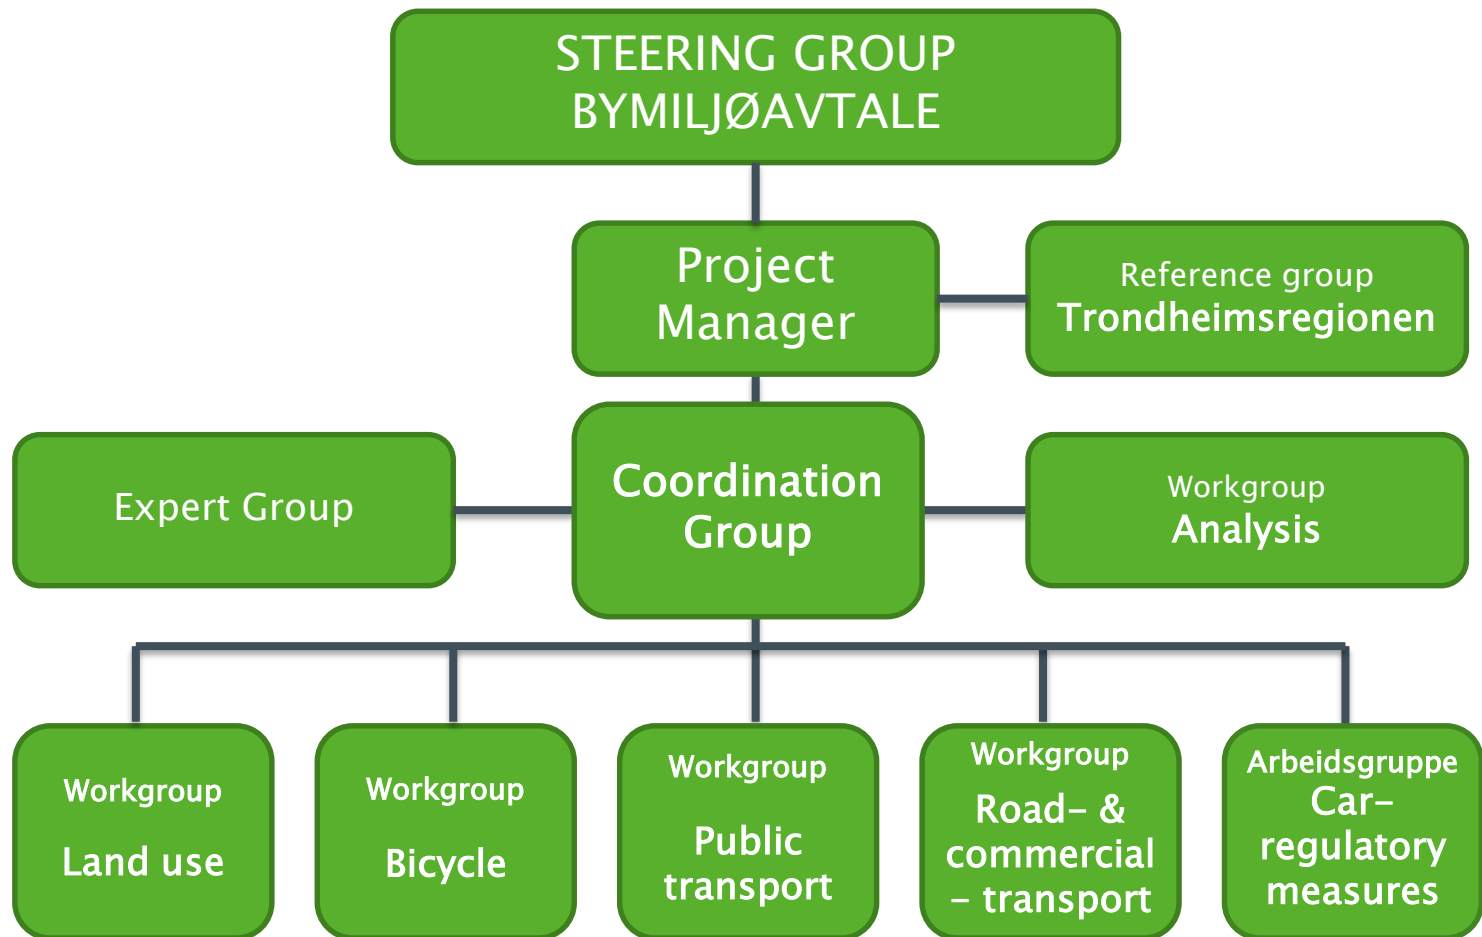 STEERING GROUP
BYMILJØAVTALE
Project
Manager
Reference group
Trondheimsregionen
Expert Group
Coordination
Group
Workgroup
Analysis
Workgroup
Land use
Workgroup
Bicycle
Workgroup
Public
transport
Workgroup
Road- &
commercial
- transport
Arbeidsgruppe
Car-
regulatory
measures